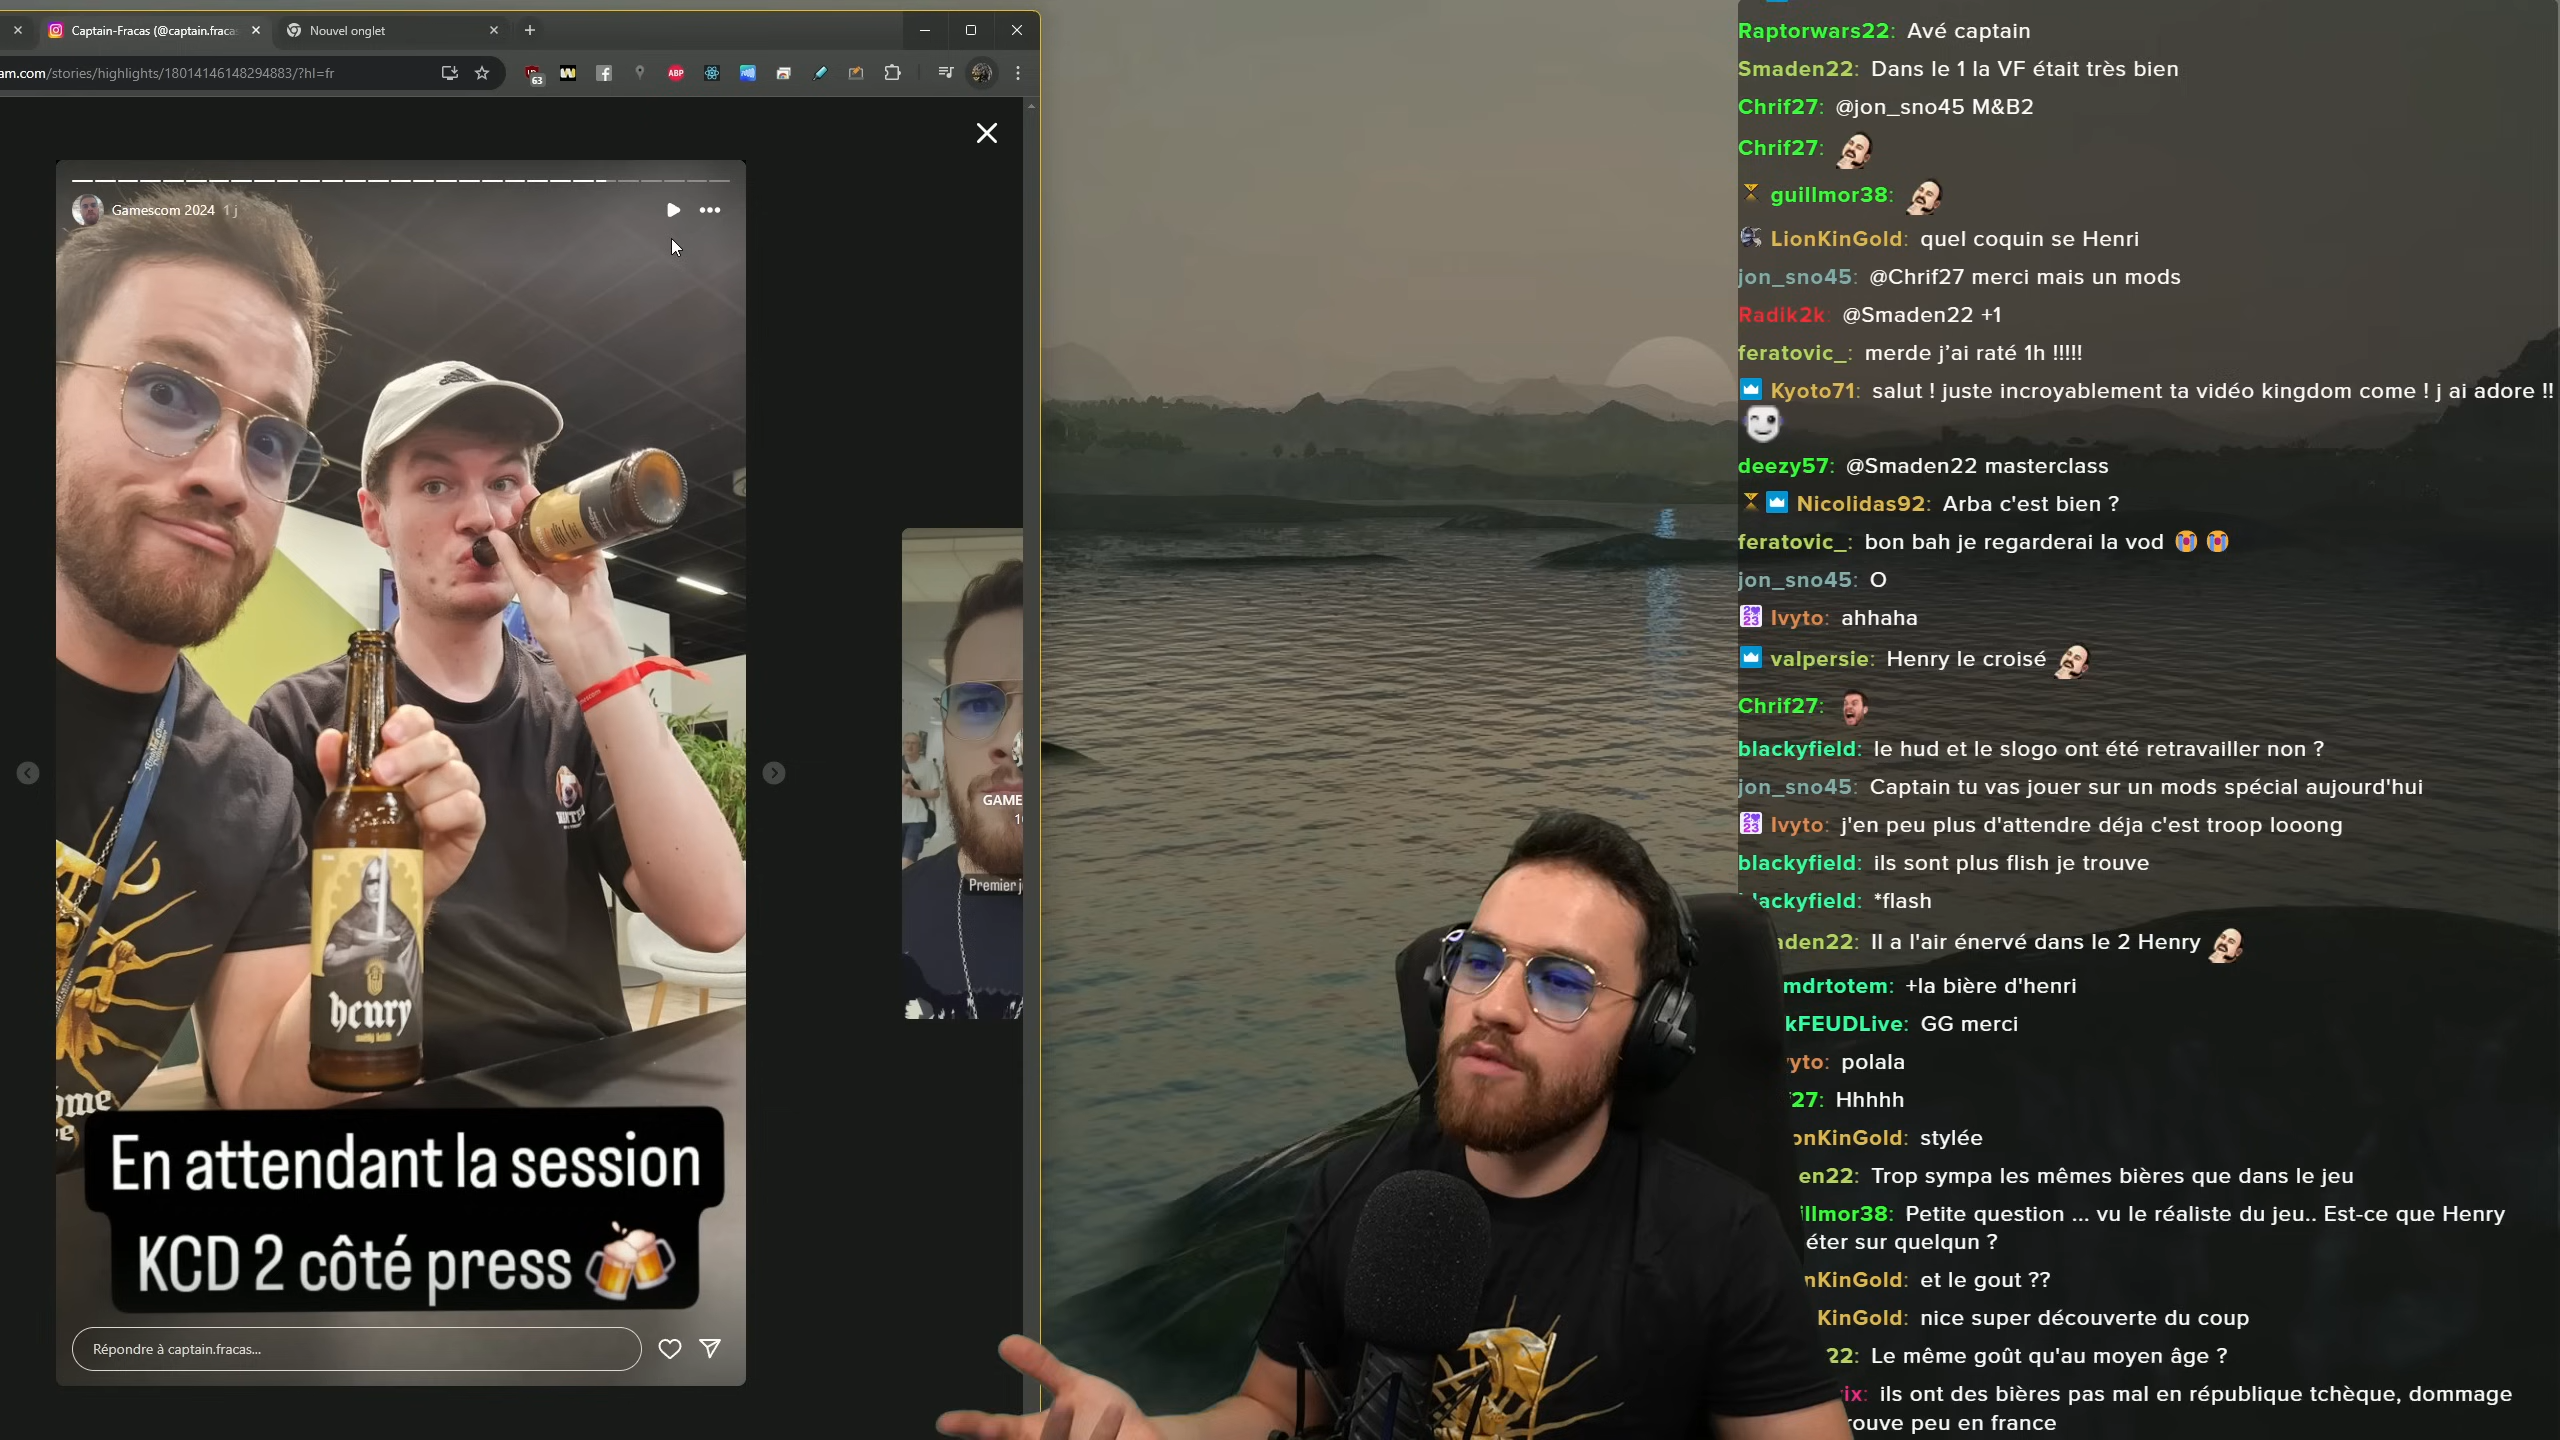 Captain-Fracas (@captain.fraca
Nouvel onglet
am.com/stories/highlights/18014146148294883/?hl=fr
63
ABP
Gamescom 2024 1 j
henry
ome
En attendant la session
KCD 2 côté press
Répondre à captain.fracas...
GAME
Premier j
Raptorwars22: Avé captain
Smaden22: Dans le 1 la VF était très bien
Chrif27: @jon_sno45 M&B2
Chrif27:
guillmor38:
LionKinGold: quel coquin se Henri
jon_sno45: @Chrif27 merci mais un mods
Radik2k: @Smaden22 +1
feratovic_: merde j’ai raté 1h !!!!!
Kyoto71: salut ! juste incroyablement ta vidéo kingdom come ! j ai adore !!
deezy57: @Smaden22 masterclass
Nicolidas92: Arba c'est bien ?
feratovic_: bon bah je regarderai la vod 😭 😭
jon_sno45: O
Ivyto: ahhaha
valpersie: Henry le croisé
Chrif27:
blackyfield: le hud et le slogo ont été retravailler non ?
jon_sno45: Captain tu vas jouer sur un mods spécial aujourd'hui
Ivyto: j'en peu plus d'attendre déja c'est troop looong
blackyfield: ils sont plus flish je trouve
lackyfield: *flash
aden22: Il a l'air énervé dans le 2 Henry
mdrtotem: +la bière d'henri
kFEUDLive: GG merci
yto: polala
27: Hhhhh
onKinGold: stylée
en22: Trop sympa les mêmes bières que dans le jeu
illmor38: Petite question ... vu le réaliste du jeu.. Est-ce que Henry
éter sur quelqun ?
nKinGold: et le gout ??
KinGold: nice super découverte du coup
22: Le même goût qu'au moyen âge ?
ix: ils ont des bières pas mal en république tchèque, dommage
rouve peu en france